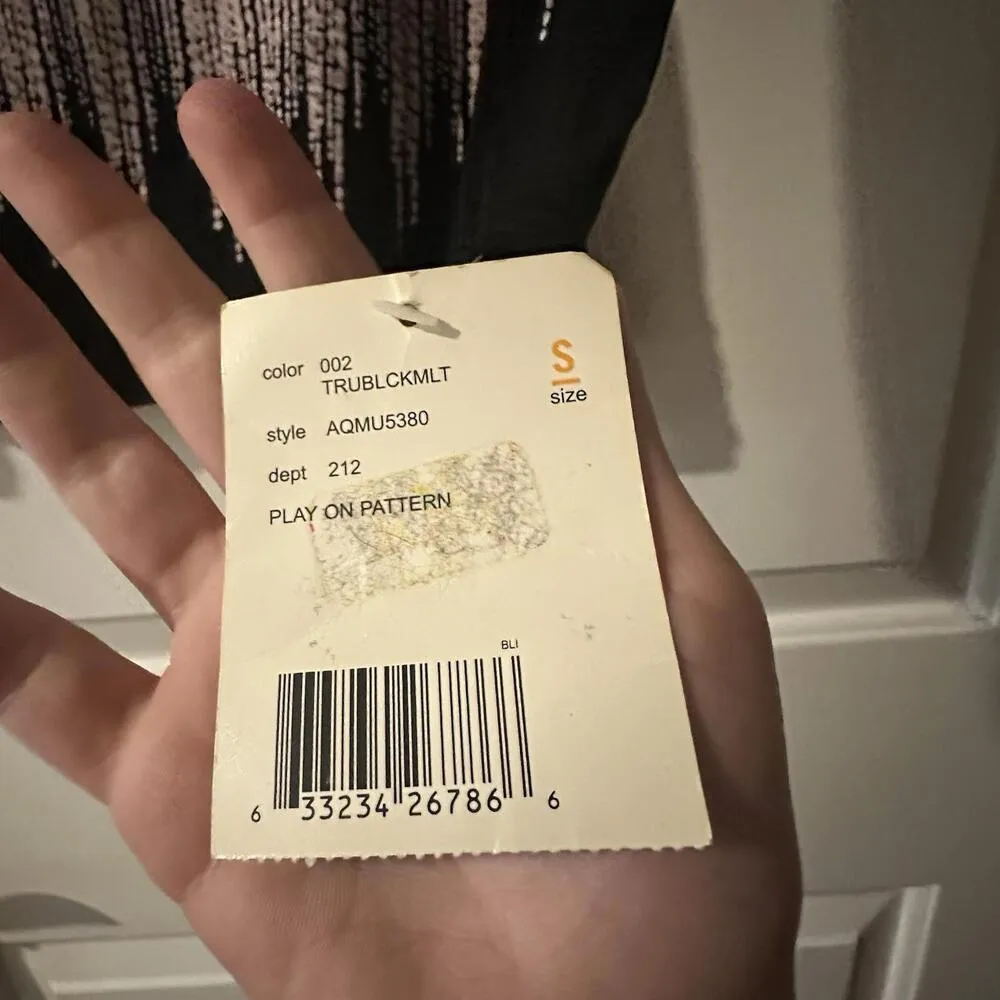 color 002
TRUBLCKMLT
S
size
style AQMU5380
dept 212
PLAY ON PATTERN
BLI
6 33234 26786 6